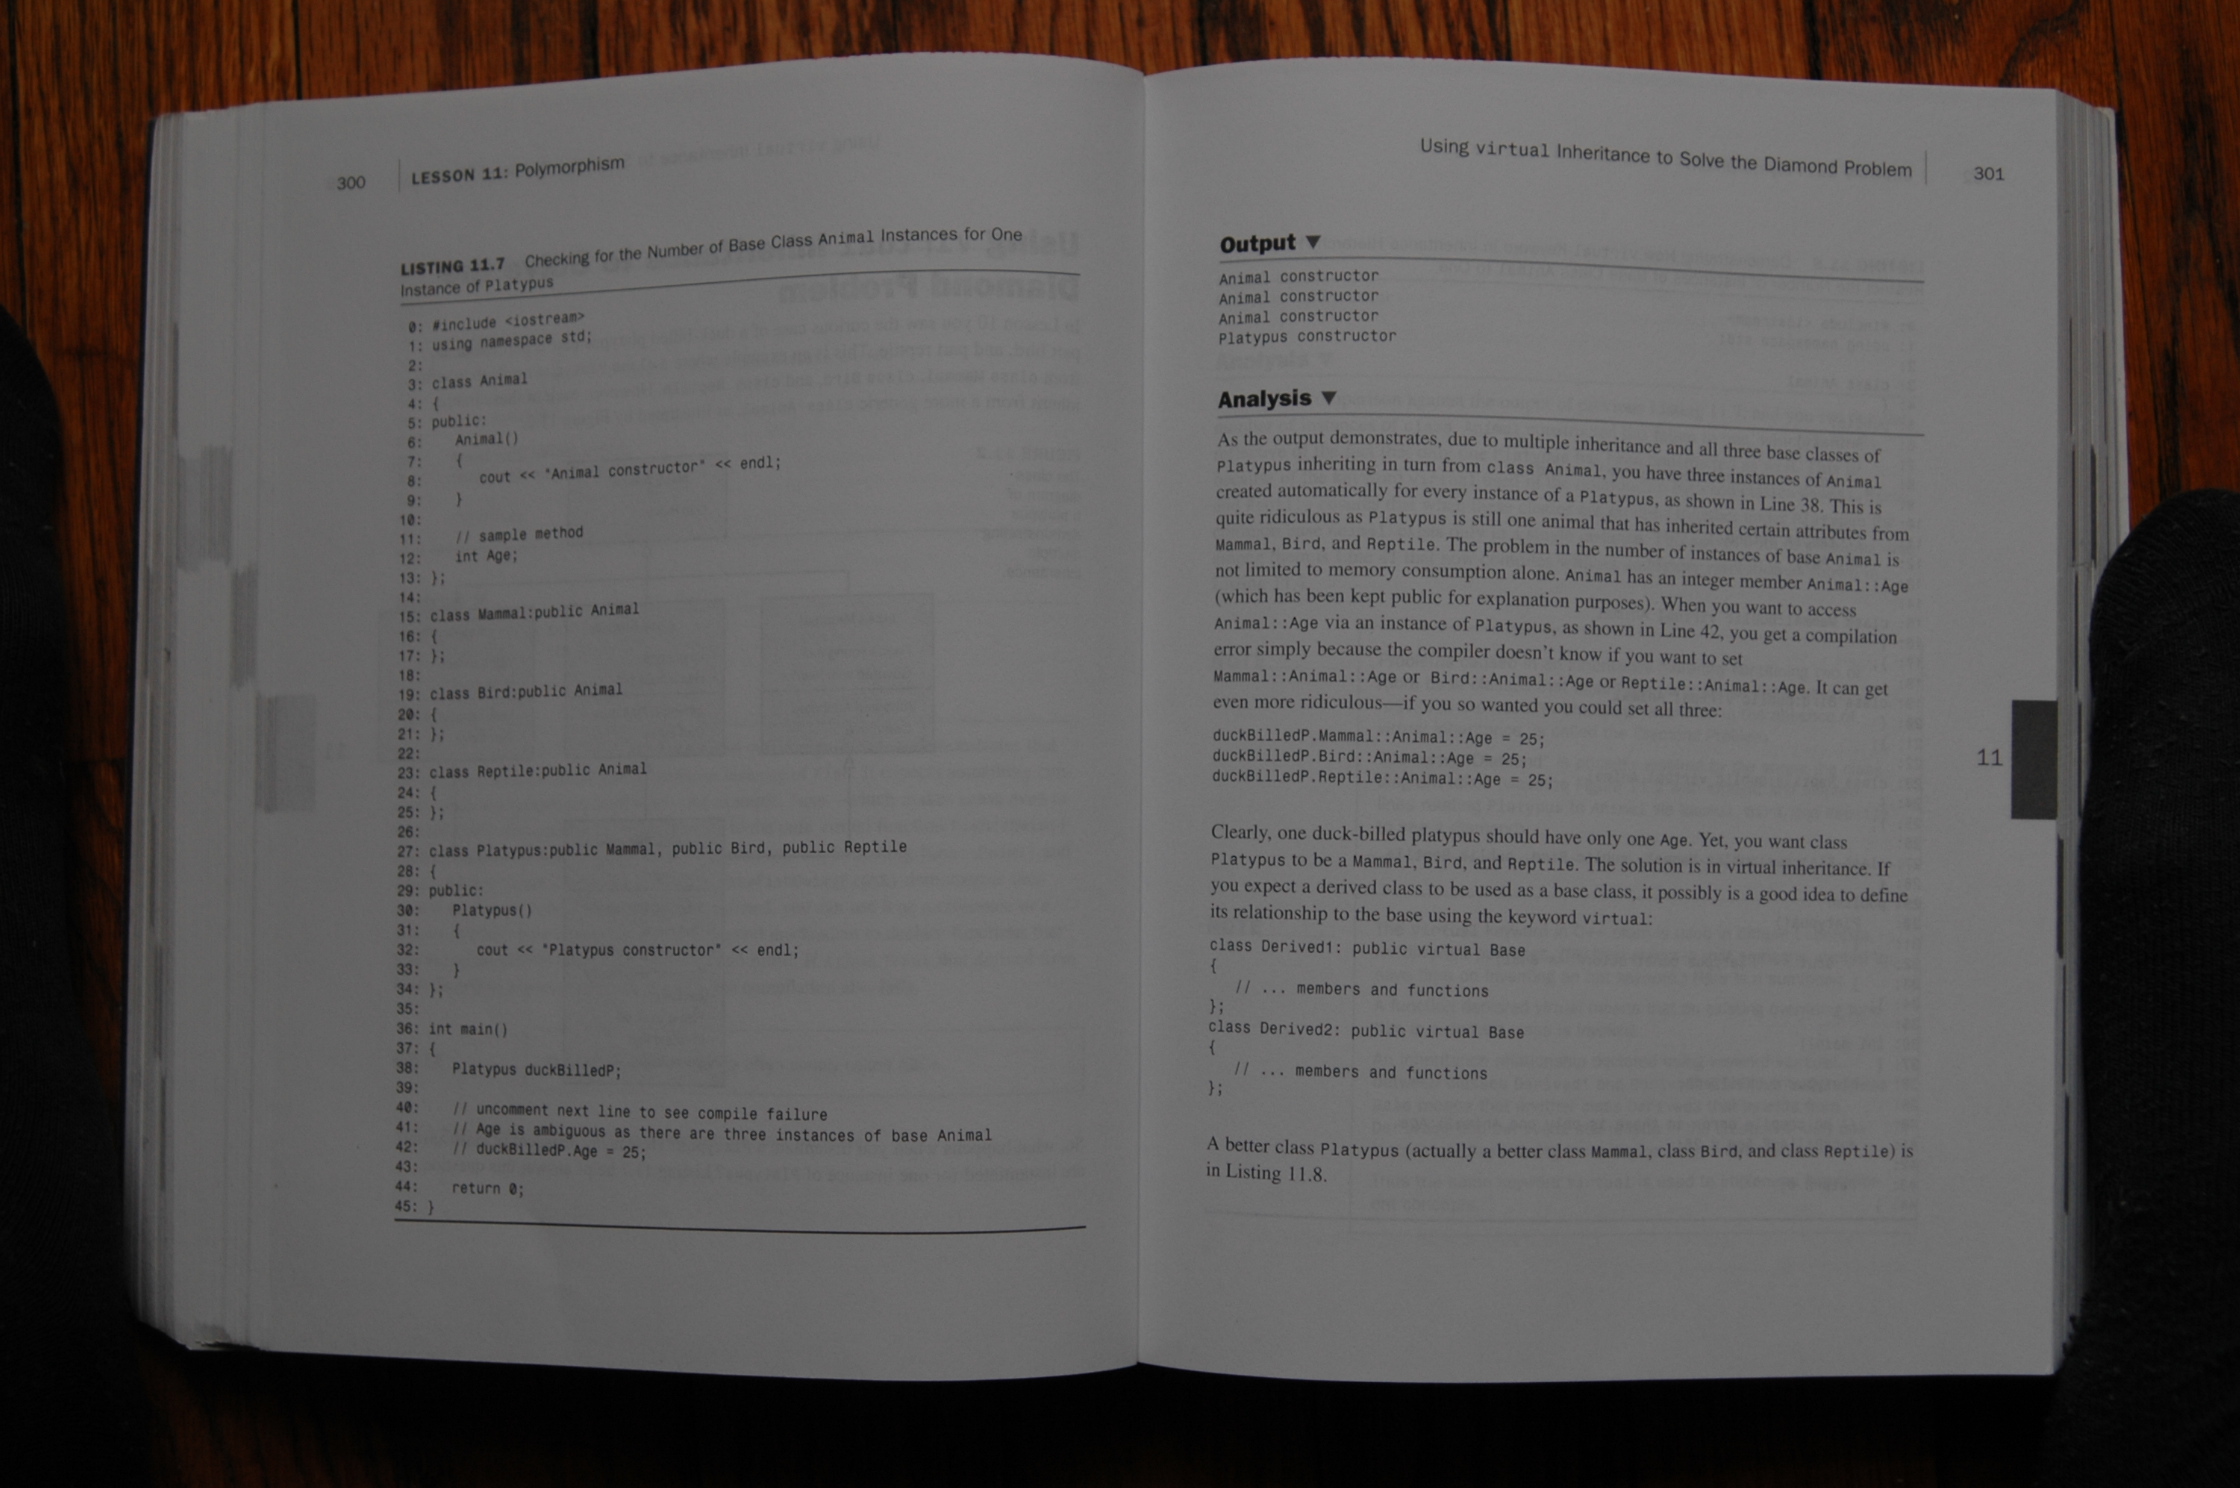 300 LESSON 11: Polymorphism
LISTING 11.7 Checking for the Number of Base Class Animal Instances for One
Instance of Platypus
0: #include <iostream>
1: using namespace std;
2:
3: class Animal
4: {
5: public:
6: Animal()
7: {
8: cout << "Animal constructor" << endl;
9: }
10:
11: // sample method
12: int Age;
13: };
14:
15: class Mammal:public Animal
16: {
17: };
18:
19: class Bird:public Animal
20: {
21: };
22:
23: class Reptile:public Animal
24: {
25: };
26:
27: class Platypus:public Mammal, public Bird, public Reptile
28: {
29: public:
30: Platypus()
31: {
32: cout << "Platypus constructor" << endl;
33: }
34: };
35:
36: int main()
37: {
38: Platypus duckBilledP;
39:
40: // uncomment next line to see compile failure
41: // Age is ambiguous as there are three instances of base Animal
42: // duckBilledP.Age = 25;
43:
44: return 0;
45: }
Using virtual Inheritance to Solve the Diamond Problem 301
Output ▼
Animal constructor
Animal constructor
Animal constructor
Platypus constructor
Analysis ▼
As the output demonstrates, due to multiple inheritance and all three base classes of
Platypus inheriting in turn from class Animal, you have three instances of Animal
created automatically for every instance of a Platypus, as shown in Line 38. This is
quite ridiculous as Platypus is still one animal that has inherited certain attributes from
Mammal, Bird, and Reptile. The problem in the number of instances of base Animal is
not limited to memory consumption alone. Animal has an integer member Animal::Age
(which has been kept public for explanation purposes). When you want to access
Animal::Age via an instance of Platypus, as shown in Line 42, you get a compilation
error simply because the compiler doesn't know if you want to set
Mammal::Animal::Age or Bird::Animal::Age or Reptile::Animal::Age. It can get
even more ridiculous—if you so wanted you could set all three:
duckBilledP.Mammal::Animal::Age = 25;
duckBilledP.Bird::Animal::Age = 25;
duckBilledP.Reptile::Animal::Age = 25;
11
Clearly, one duck-billed platypus should have only one Age. Yet, you want class
Platypus to be a Mammal, Bird, and Reptile. The solution is in virtual inheritance. If
you expect a derived class to be used as a base class, it possibly is a good idea to define
its relationship to the base using the keyword virtual:
class Derived1: public virtual Base
{
// ... members and functions
};
class Derived2: public virtual Base
{
// ... members and functions
};
A better class Platypus (actually a better class Mammal, class Bird, and class Reptile) is
in Listing 11.8.